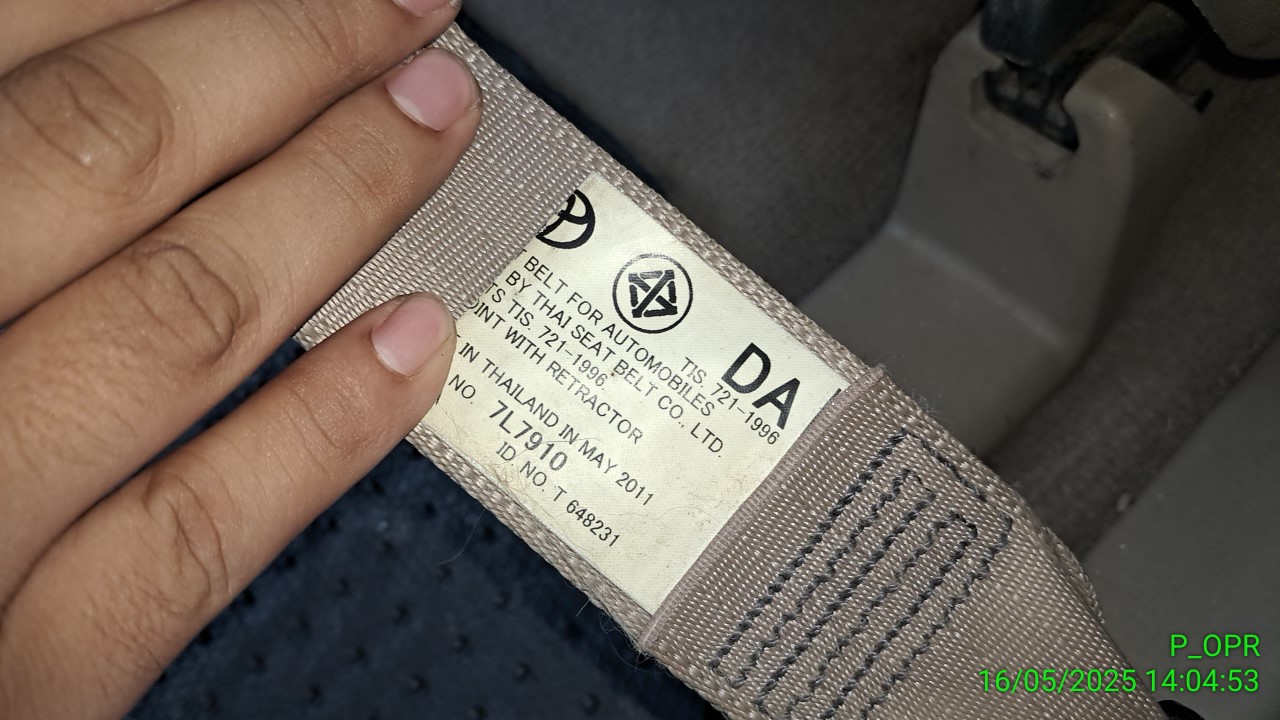 TIS. 721-1996
DA
BELT FOR AUTOMOBILES
BY THAI SEAT BELT CO., LTD.
TIS. 721-1996
WITH RETRACTOR
IN THAILAND IN MAY 2011
NO. 7L7910
ID. NO. T 648231
P_OPR
16/05/2025 14:04:53